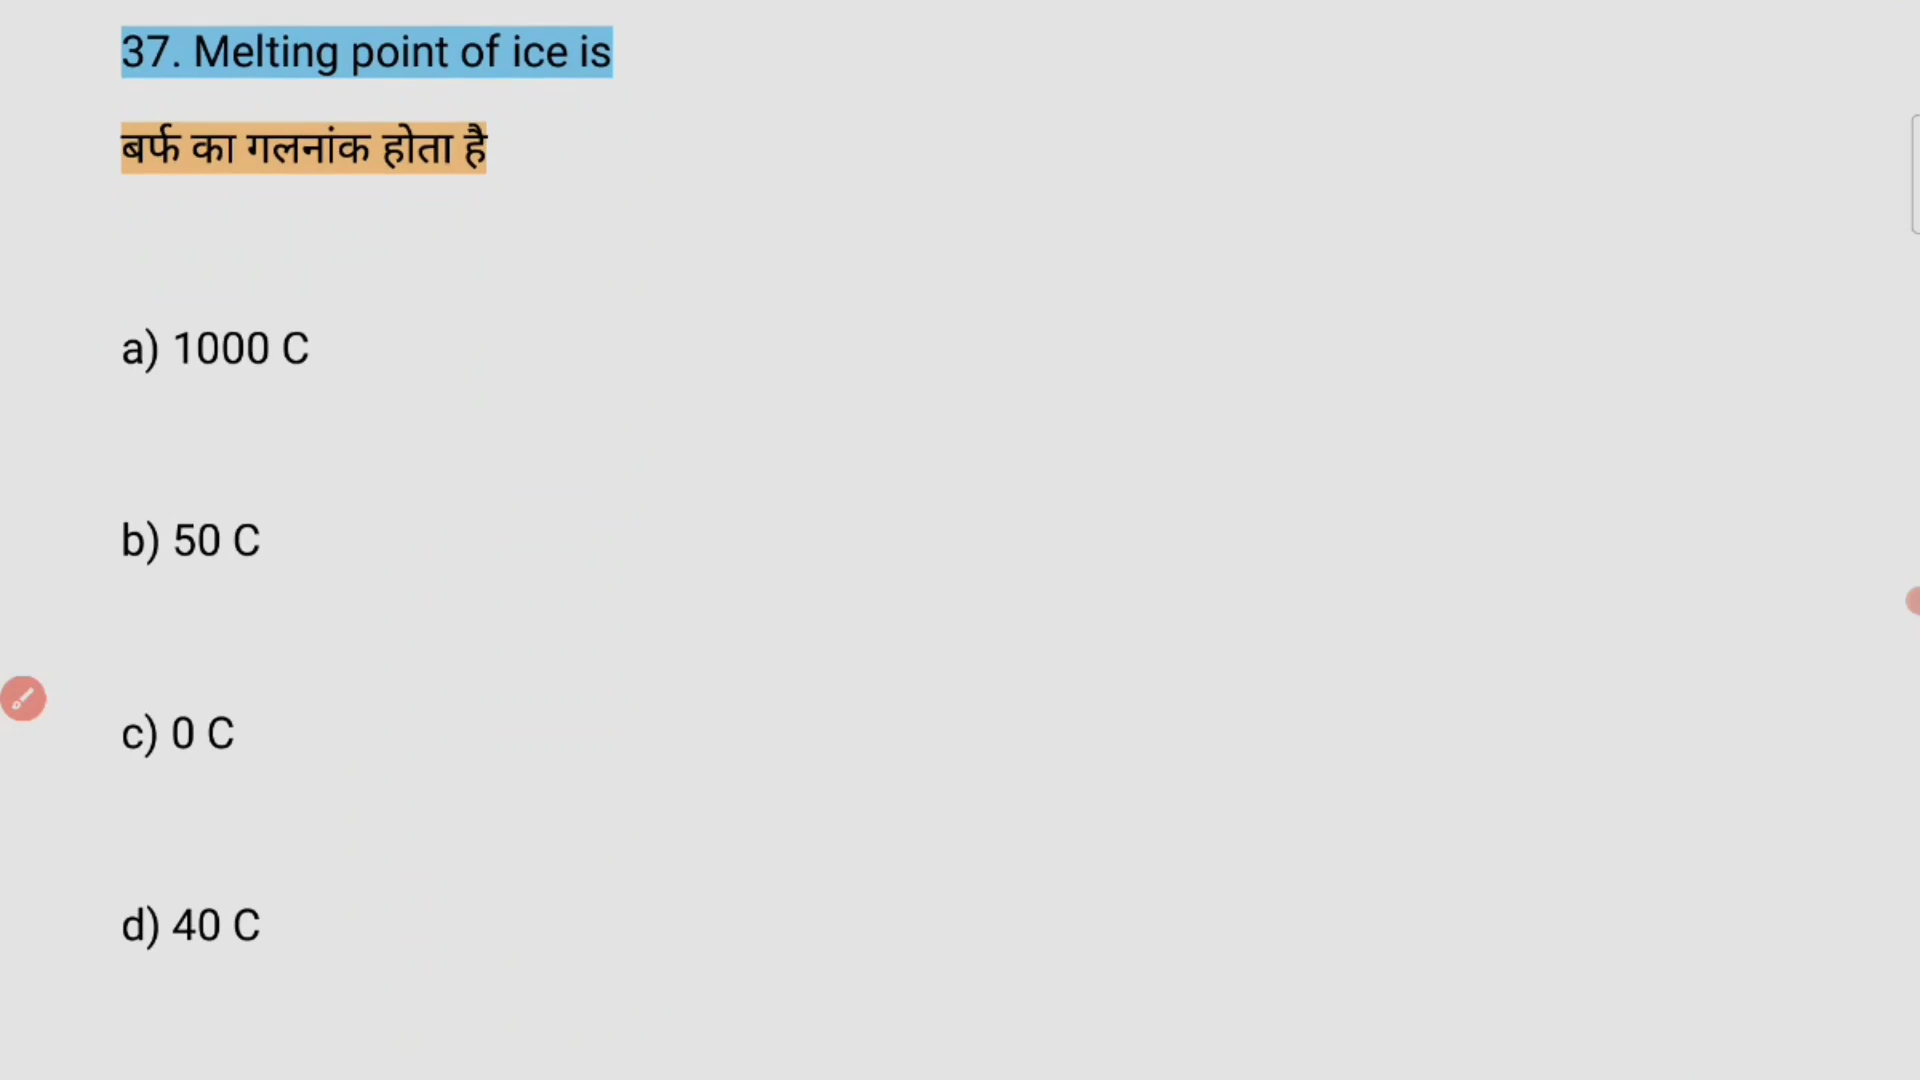 37. Melting point of ice is
बर्फ का गलनांक होता है
a) 1000 C
b) 50 C
c) 0 C
d) 40 C